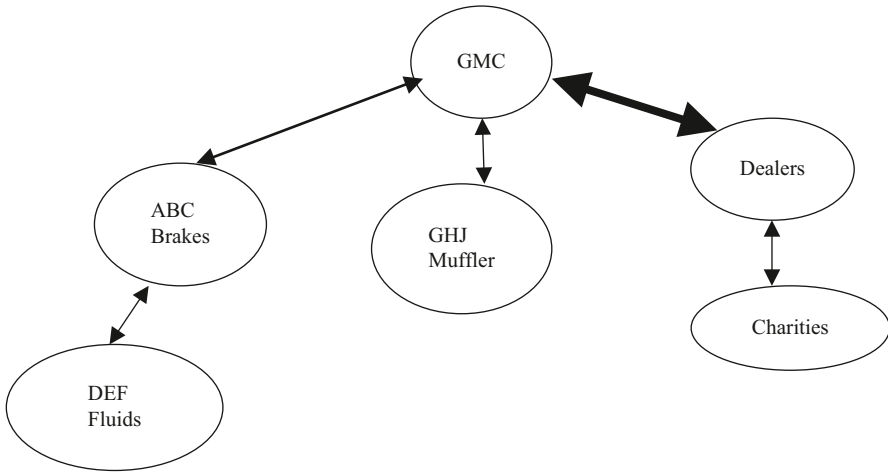 GMC
Dealers
ABC
Brakes
GHJ
Muffler
Charities
DEF
Fluids